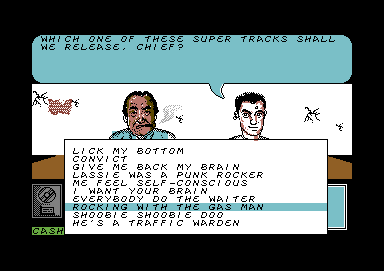 WHICH ONE OF THESE SUPER TRACKS SHALL
WE RELEASE, CHIEF?
LICK MY BOTTOM
CONVICT
GIVE ME BACK MY BRAIN
LASSIE WAS A PUNK ROCKER
ME FEEL SELF-CONSCIOUS
I WANT YOUR BRAIN
EVERYBODY DO THE WAITER
ROCKING WITH THE GAS MAN
SHOOBIE SHOOBIE DOO
HE'S A TRAFFIC WARDEN
CASH